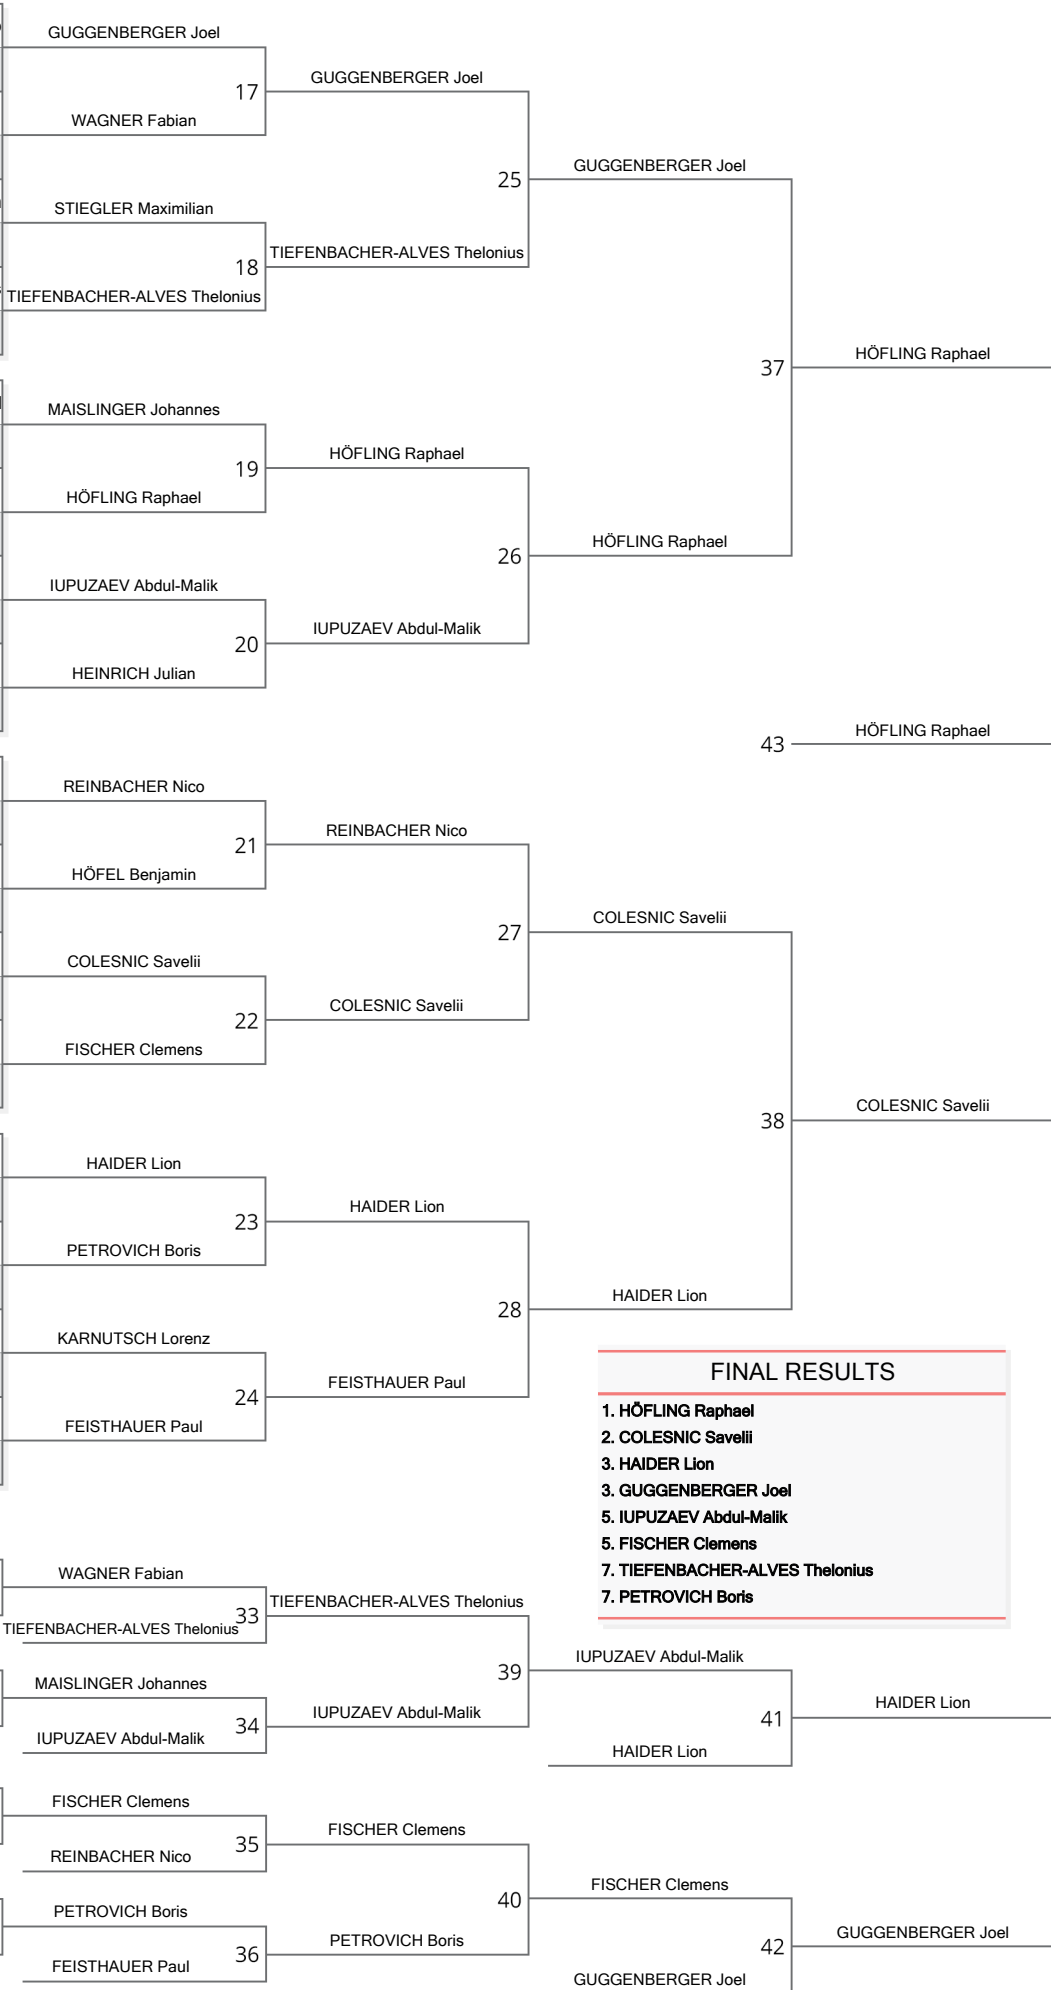 GUGGENBERGER Joel
GUGGENBERGER Joel
17
WAGNER Fabian
GUGGENBERGER Joel
25
STIEGLER Maximilian
TIEFENBACHER-ALVES Thelonius
18
TIEFENBACHER-ALVES Thelonius
HÖFLING Raphael
37
MAISLINGER Johannes
HÖFLING Raphael
19
HÖFLING Raphael
HÖFLING Raphael
26
IUPUZAEV Abdul-Malik
IUPUZAEV Abdul-Malik
20
HEINRICH Julian
HÖFLING Raphael
43
REINBACHER Nico
REINBACHER Nico
21
HÖFEL Benjamin
COLESNIC Savelii
27
COLESNIC Savelii
COLESNIC Savelii
22
FISCHER Clemens
COLESNIC Savelii
38
HAIDER Lion
HAIDER Lion
23
PETROVICH Boris
HAIDER Lion
28
KARNUTSCH Lorenz
FEISTHAUER Paul
24
FEISTHAUER Paul
FINAL RESULTS
1. HÖFLING Raphael
2. COLESNIC Savelii
3. HAIDER Lion
3. GUGGENBERGER Joel
5. IUPUZAEV Abdul-Malik
5. FISCHER Clemens
7. TIEFENBACHER-ALVES Thelonius
7. PETROVICH Boris
WAGNER Fabian
TIEFENBACHER-ALVES Thelonius
33
TIEFENBACHER-ALVES Thelonius
IUPUZAEV Abdul-Malik
39
MAISLINGER Johannes
IUPUZAEV Abdul-Malik
34
IUPUZAEV Abdul-Malik
HAIDER Lion
41
HAIDER Lion
FISCHER Clemens
FISCHER Clemens
35
REINBACHER Nico
FISCHER Clemens
40
PETROVICH Boris
PETROVICH Boris
36
FEISTHAUER Paul
GUGGENBERGER Joel
42
GUGGENBERGER Joel